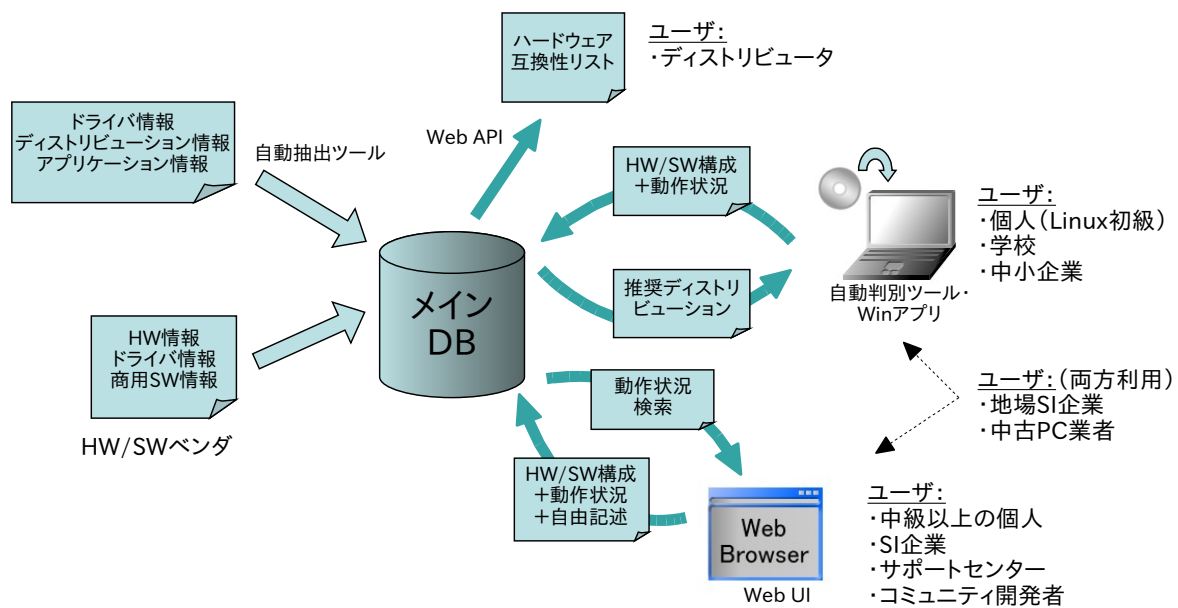 ハードウェア
互換性リスト
ユーザ:
・ディストリビュータ
ドライバ情報
ディストリビューション情報
アプリケーション情報
自動抽出ツール
Web API
HW/SW構成
＋動作状況
ユーザ:
・個人（Linux初級）
・学校
・中小企業
推奨ディストリ
ビューション
自動判別ツール・
Winアプリ
メイン
DB
HW情報
ドライバ情報
商用SW情報
HW/SWベンダ
動作状況
検索
ユーザ:（両方利用）
・地場SI企業
・中古PC業者
HW/SW構成
＋動作状況
＋自由記述
Web
Browser
Web UI
ユーザ:
・中級以上の個人
・SI企業
・サポートセンター
・コミュニティ開発者